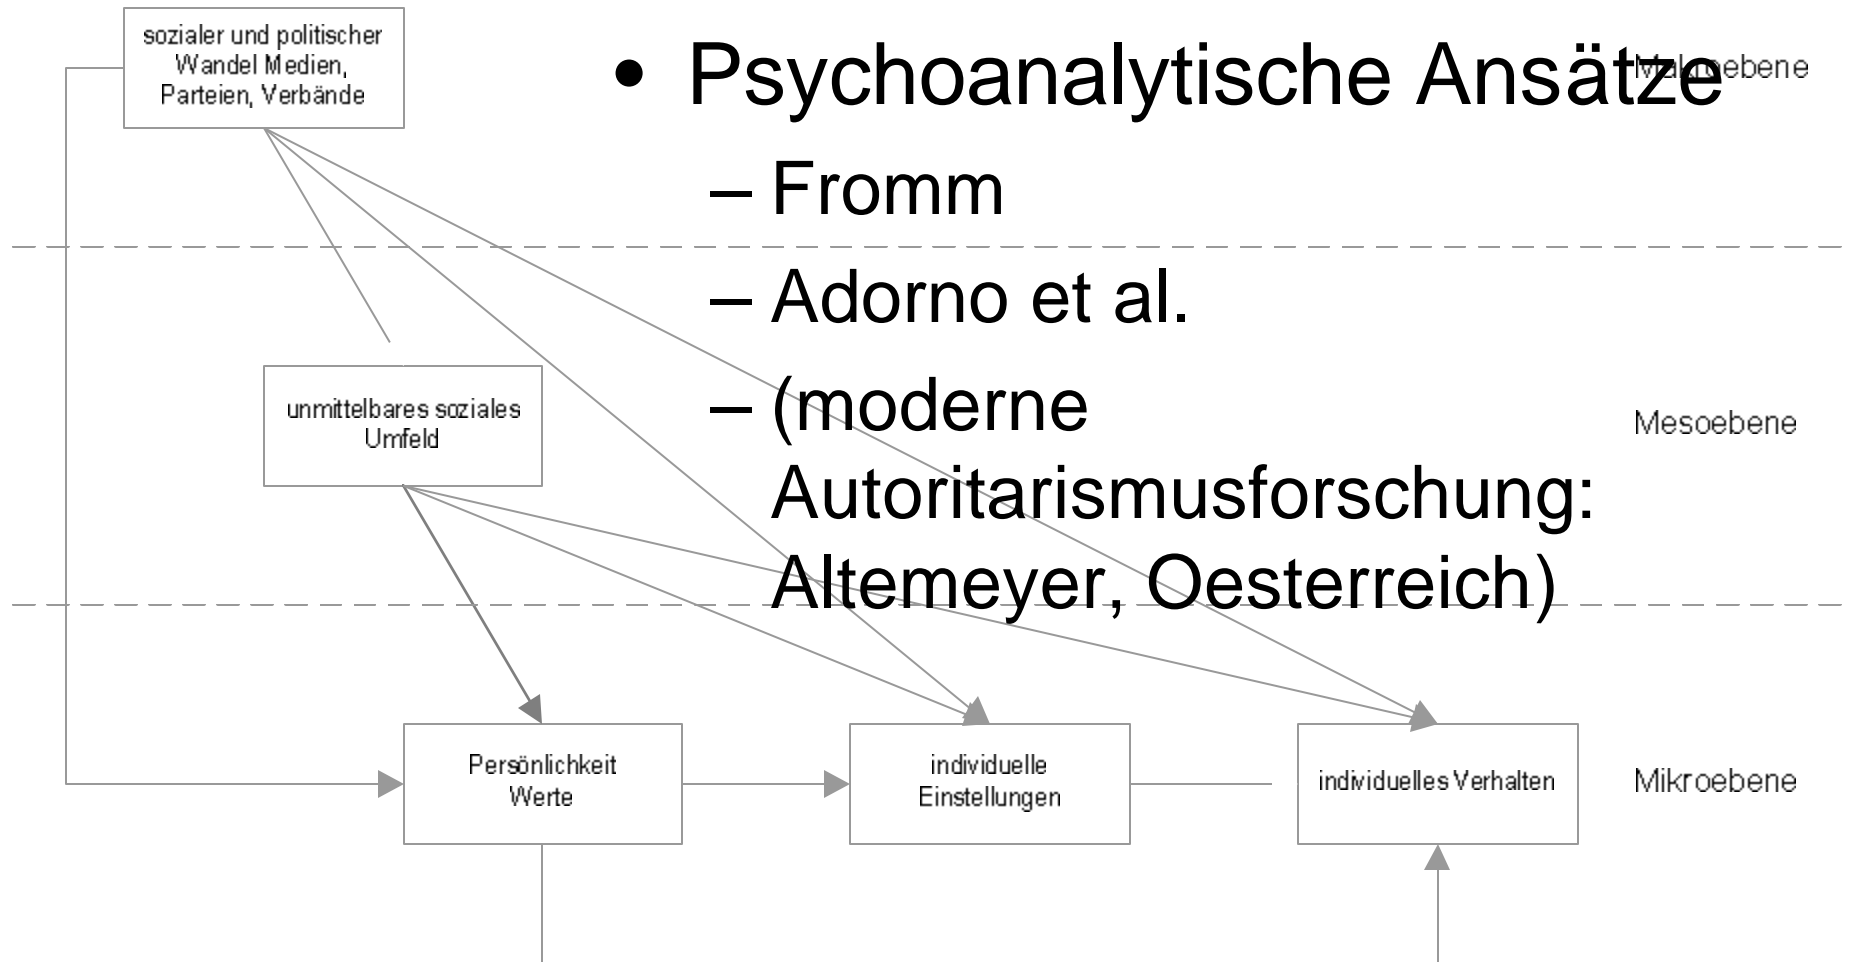 sozialer und politischer
Wandel Medien,
Parteien, Verbände
• Psychoanalytische Ansätze
Makroebene
– Fromm
– Adorno et al.
– (moderne
Autoritarismusforschung:
Altemeyer, Oesterreich)
unmittelbares soziales
Umfeld
Mesoebene
Persönlichkeit
Werte
individuelle
Einstellungen
individuelles Verhalten
Mikroebene